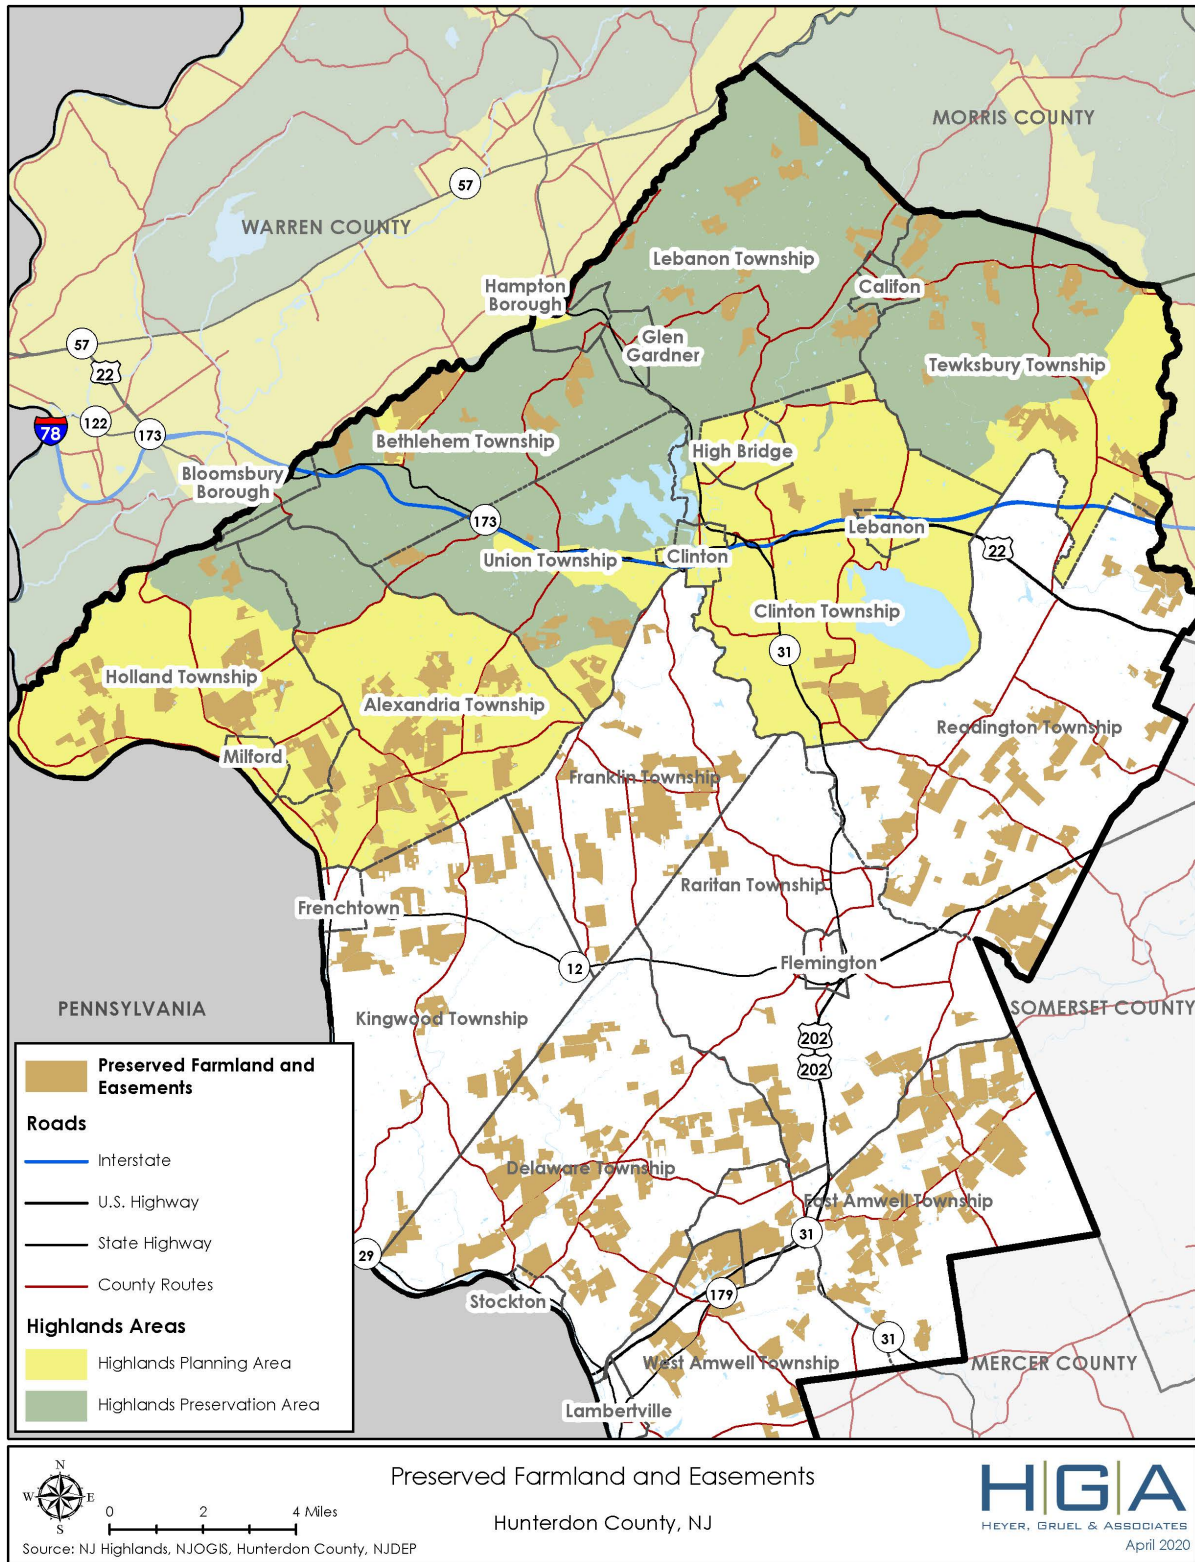 MORRIS COUNTY
57
WARREN COUNTY
Lebanon Township
Hampton
Borough
Califon
Glen
Gardner
57
22
Tewksbury Township
122
78
173
Bethlehem Township
High Bridge
Bloomsbury
Borough
173
Lebanon
22
Union Township
Clinton
Clinton Township
31
Holland Township
Alexandria Township
Readington Township
Milford
Franklin Township
Raritan Township
Frenchtown
12
Flemington
PENNSYLVANIA
SOMERSET COUNTY
Kingwood Township
202
202
Delaware Township
East Amwell Township
31
29
179
Stockton
31
West Amwell Township
MERCER COUNTY
Lambertville
Preserved Farmland and
Easements
Roads
Interstate
U.S. Highway
State Highway
County Routes
Highlands Areas
Highlands Planning Area
Highlands Preservation Area
N
W E
S
0 2 4 Miles
Source: NJ Highlands, NJOGIS, Hunterdon County, NJDEP
Preserved Farmland and Easements
Hunterdon County, NJ
H|G|A
HEYER, GRUEL & ASSOCIATES
April 2020